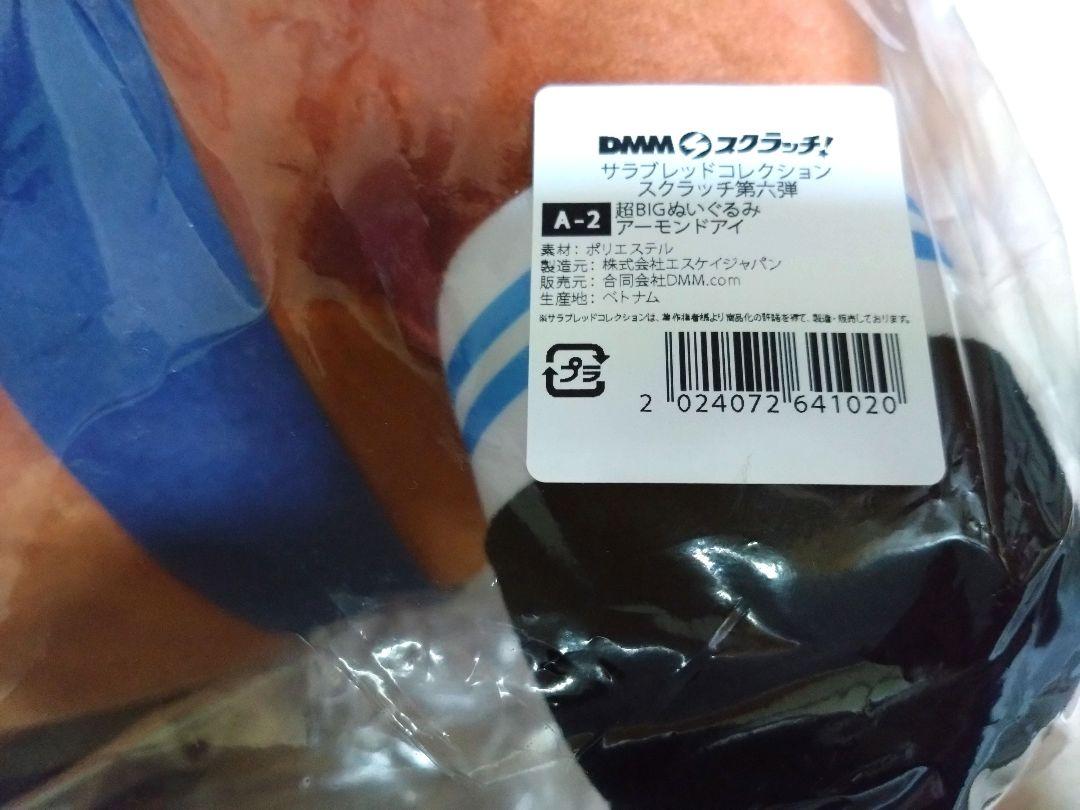 DMMスクラッチ!
サラブレッドコレクション
スクラッチ第六弾
A-2 超BIGぬいぐるみ
アーモンドアイ
素材:ポリエステル
製造元:株式会社エスケイジャパン
販売元:合同会社DMM.com
生産地:ベトナム
※サラブレッドコレクションは、著作権者様より商品化の許諾を得て、製造・販売しております。
プラ
2 024072 641020